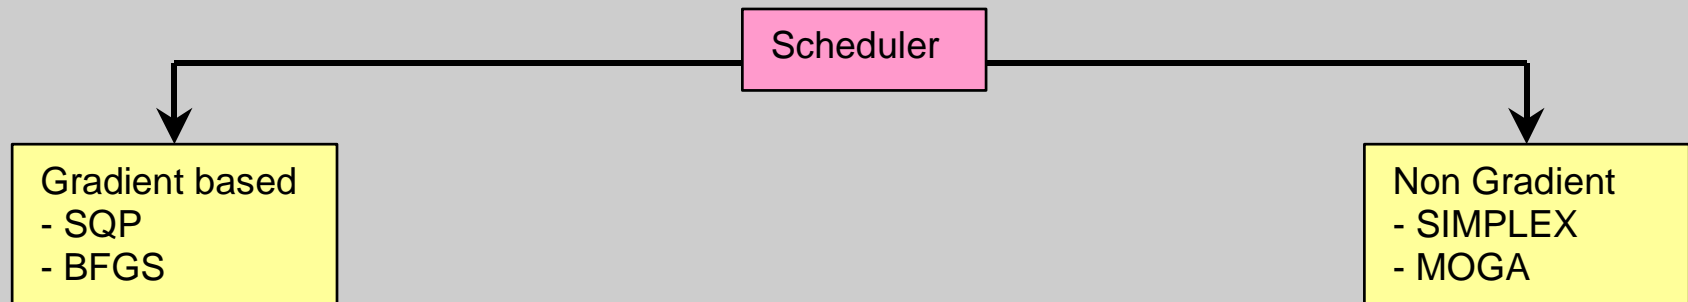 Scheduler
Gradient based
- SQP
- BFGS
Non Gradient
- SIMPLEX
- MOGA